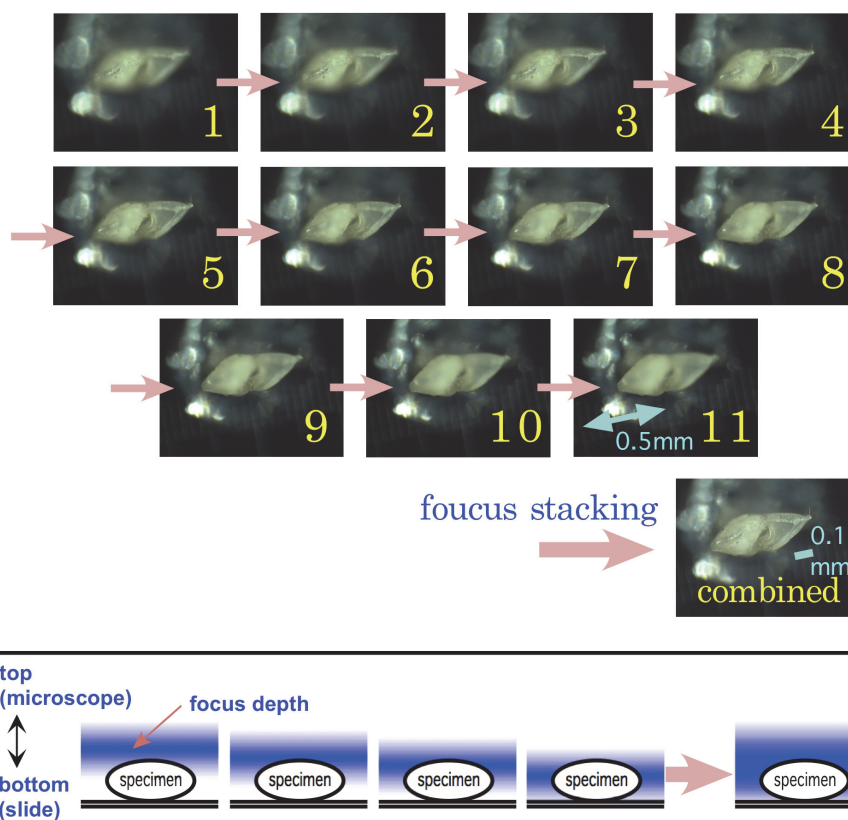 1
2
3
4
5
6
7
8
9
10
11
0.5mm
foucus stacking
0.1
mm
combined
top
(microscope)
focus depth
bottom
(slide)
specimen
specimen
specimen
specimen
specimen